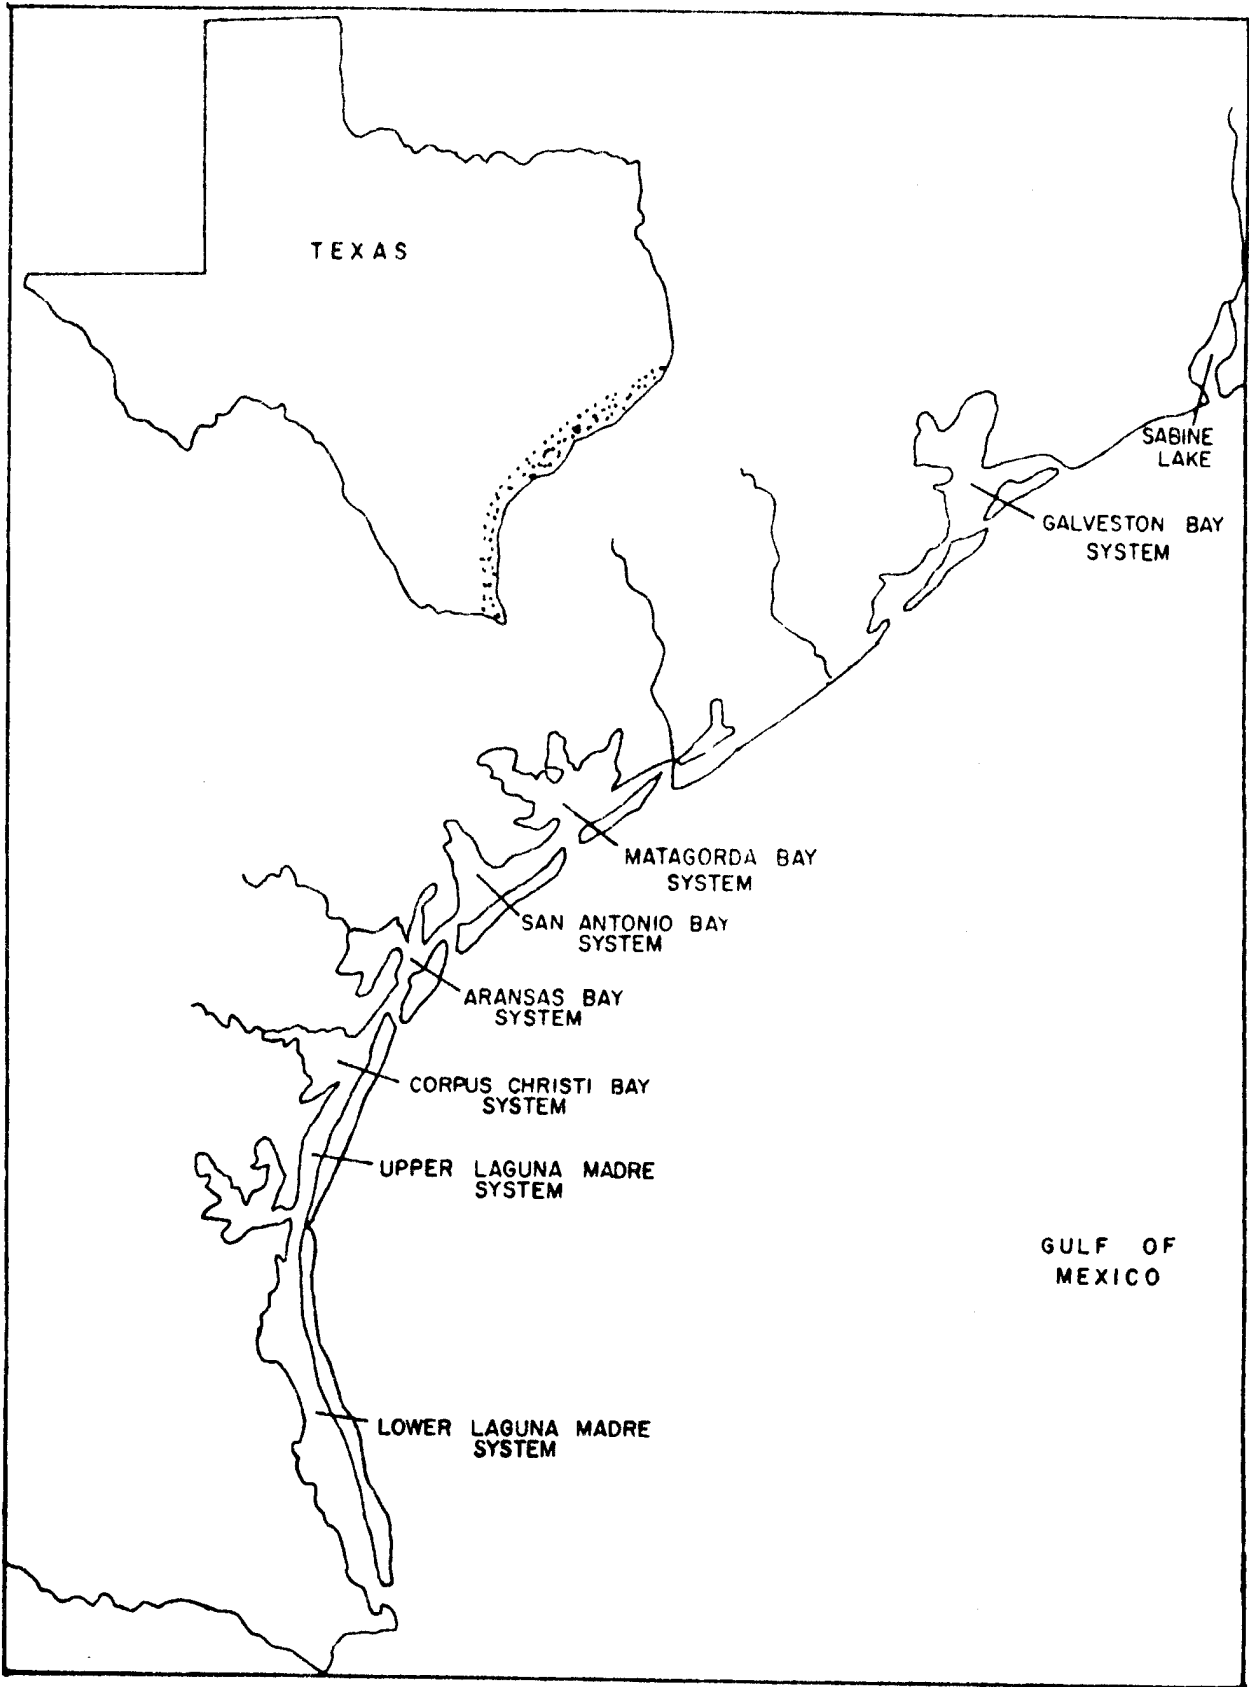 TEXAS
SABINE
LAKE
GALVESTON BAY
SYSTEM
MATAGORDA BAY
SYSTEM
SAN ANTONIO BAY
SYSTEM
ARANSAS BAY
SYSTEM
CORPUS CHRISTI BAY
SYSTEM
UPPER LAGUNA MADRE
SYSTEM
GULF OF
MEXICO
LOWER LAGUNA MADRE
SYSTEM